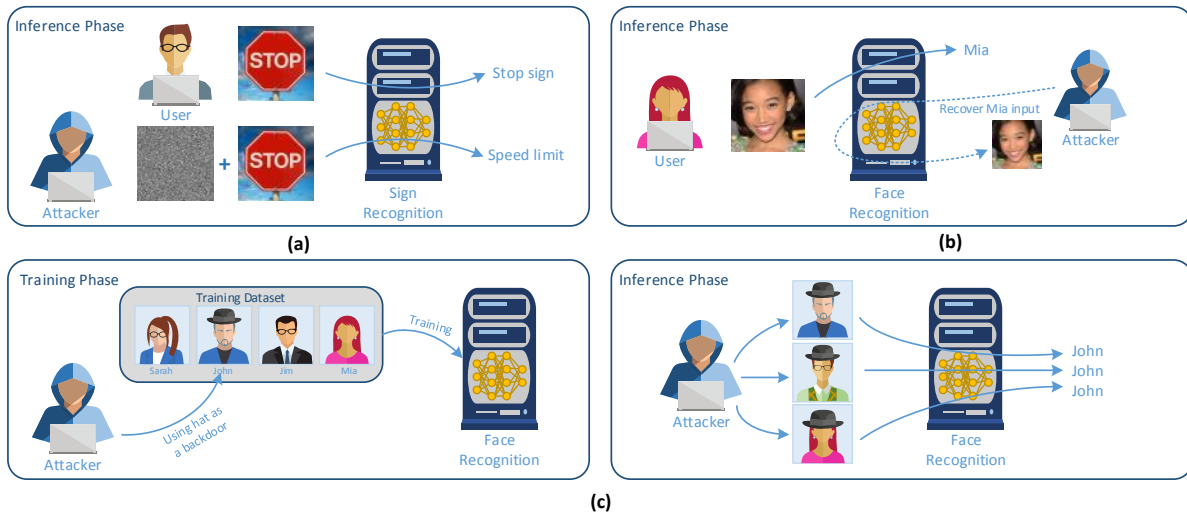 Inference Phase
STOP
Stop sign
User
STOP
+
Speed limit
Attacker
Sign
Recognition
(a)
Inference Phase
Mia
Recover Mia input
User
Attacker
Face
Recognition
(b)
Training Phase
Training Dataset
Sarah
John
Jim
Mia
Training
Using hat as
a backdoor
Attacker
Face
Recognition
Inference Phase
John
John
John
Attacker
Face
Recognition
(c)